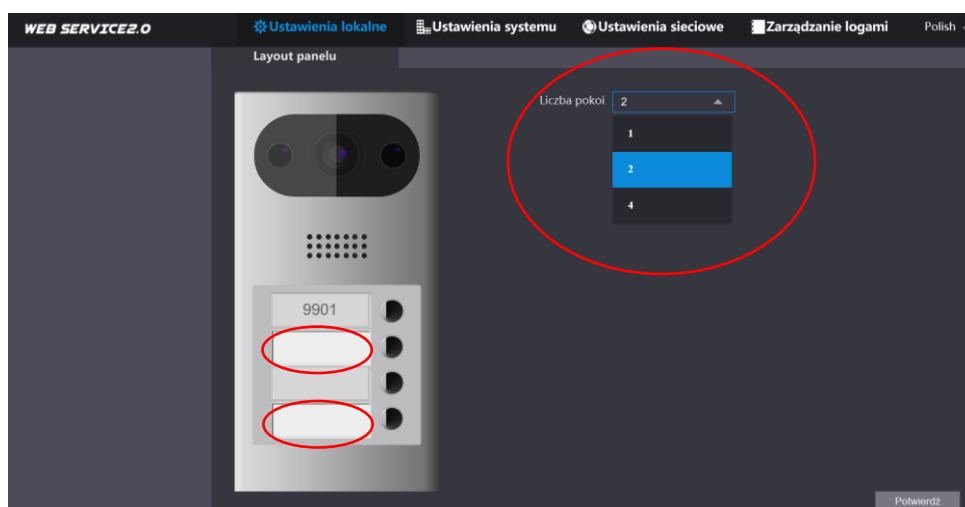 WEB SERVICE2.0 Ustawienia lokalne Ustawienia systemu Ustawienia sieciowe Zarządzanie logami Polish
Layout panelu
Liczba pokoi 2
1
2
4
9901
Potwierdź